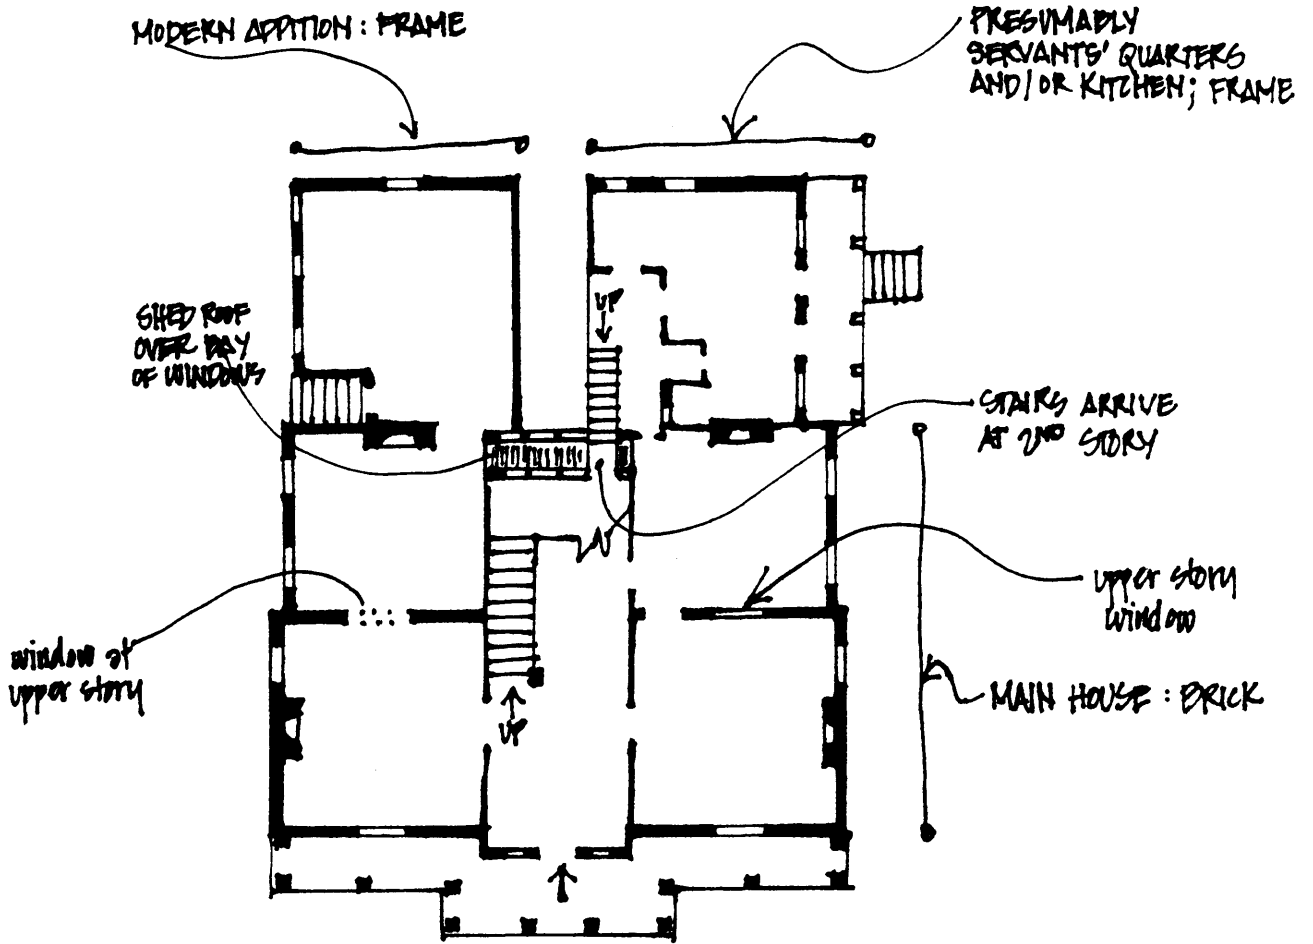 MODERN ADDITION: FRAME
PRESUMABLY
SERVANTS' QUARTERS
AND/OR KITCHEN; FRAME
SHED ROOF
OVER BAY
OF WINDOWS
UP
STAIRS ARRIVE
AT 2ND STORY
upper story
window
window at
upper story
MAIN HOUSE: BRICK
UP